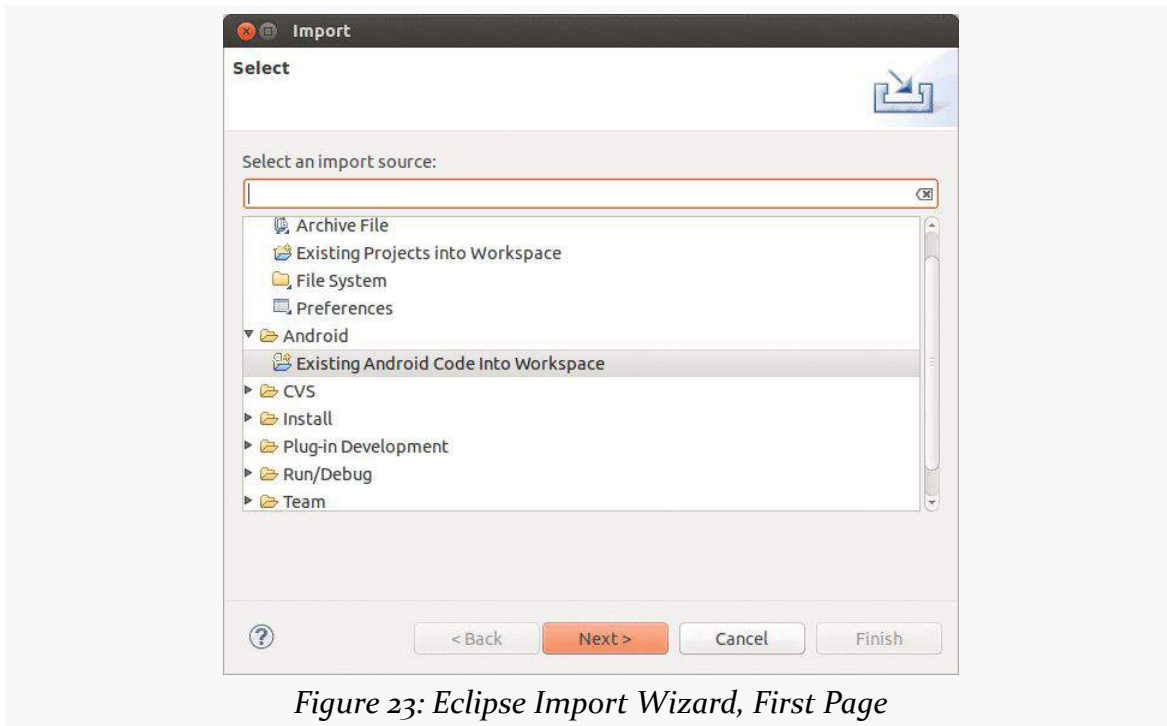 Import
Select
Select an import source:
Archive File
Existing Projects into Workspace
File System
Preferences
Android
Existing Android Code Into Workspace
CVS
Install
Plug-in Development
Run/Debug
Team
? < Back Next > Cancel Finish
Figure 23: Eclipse Import Wizard, First Page